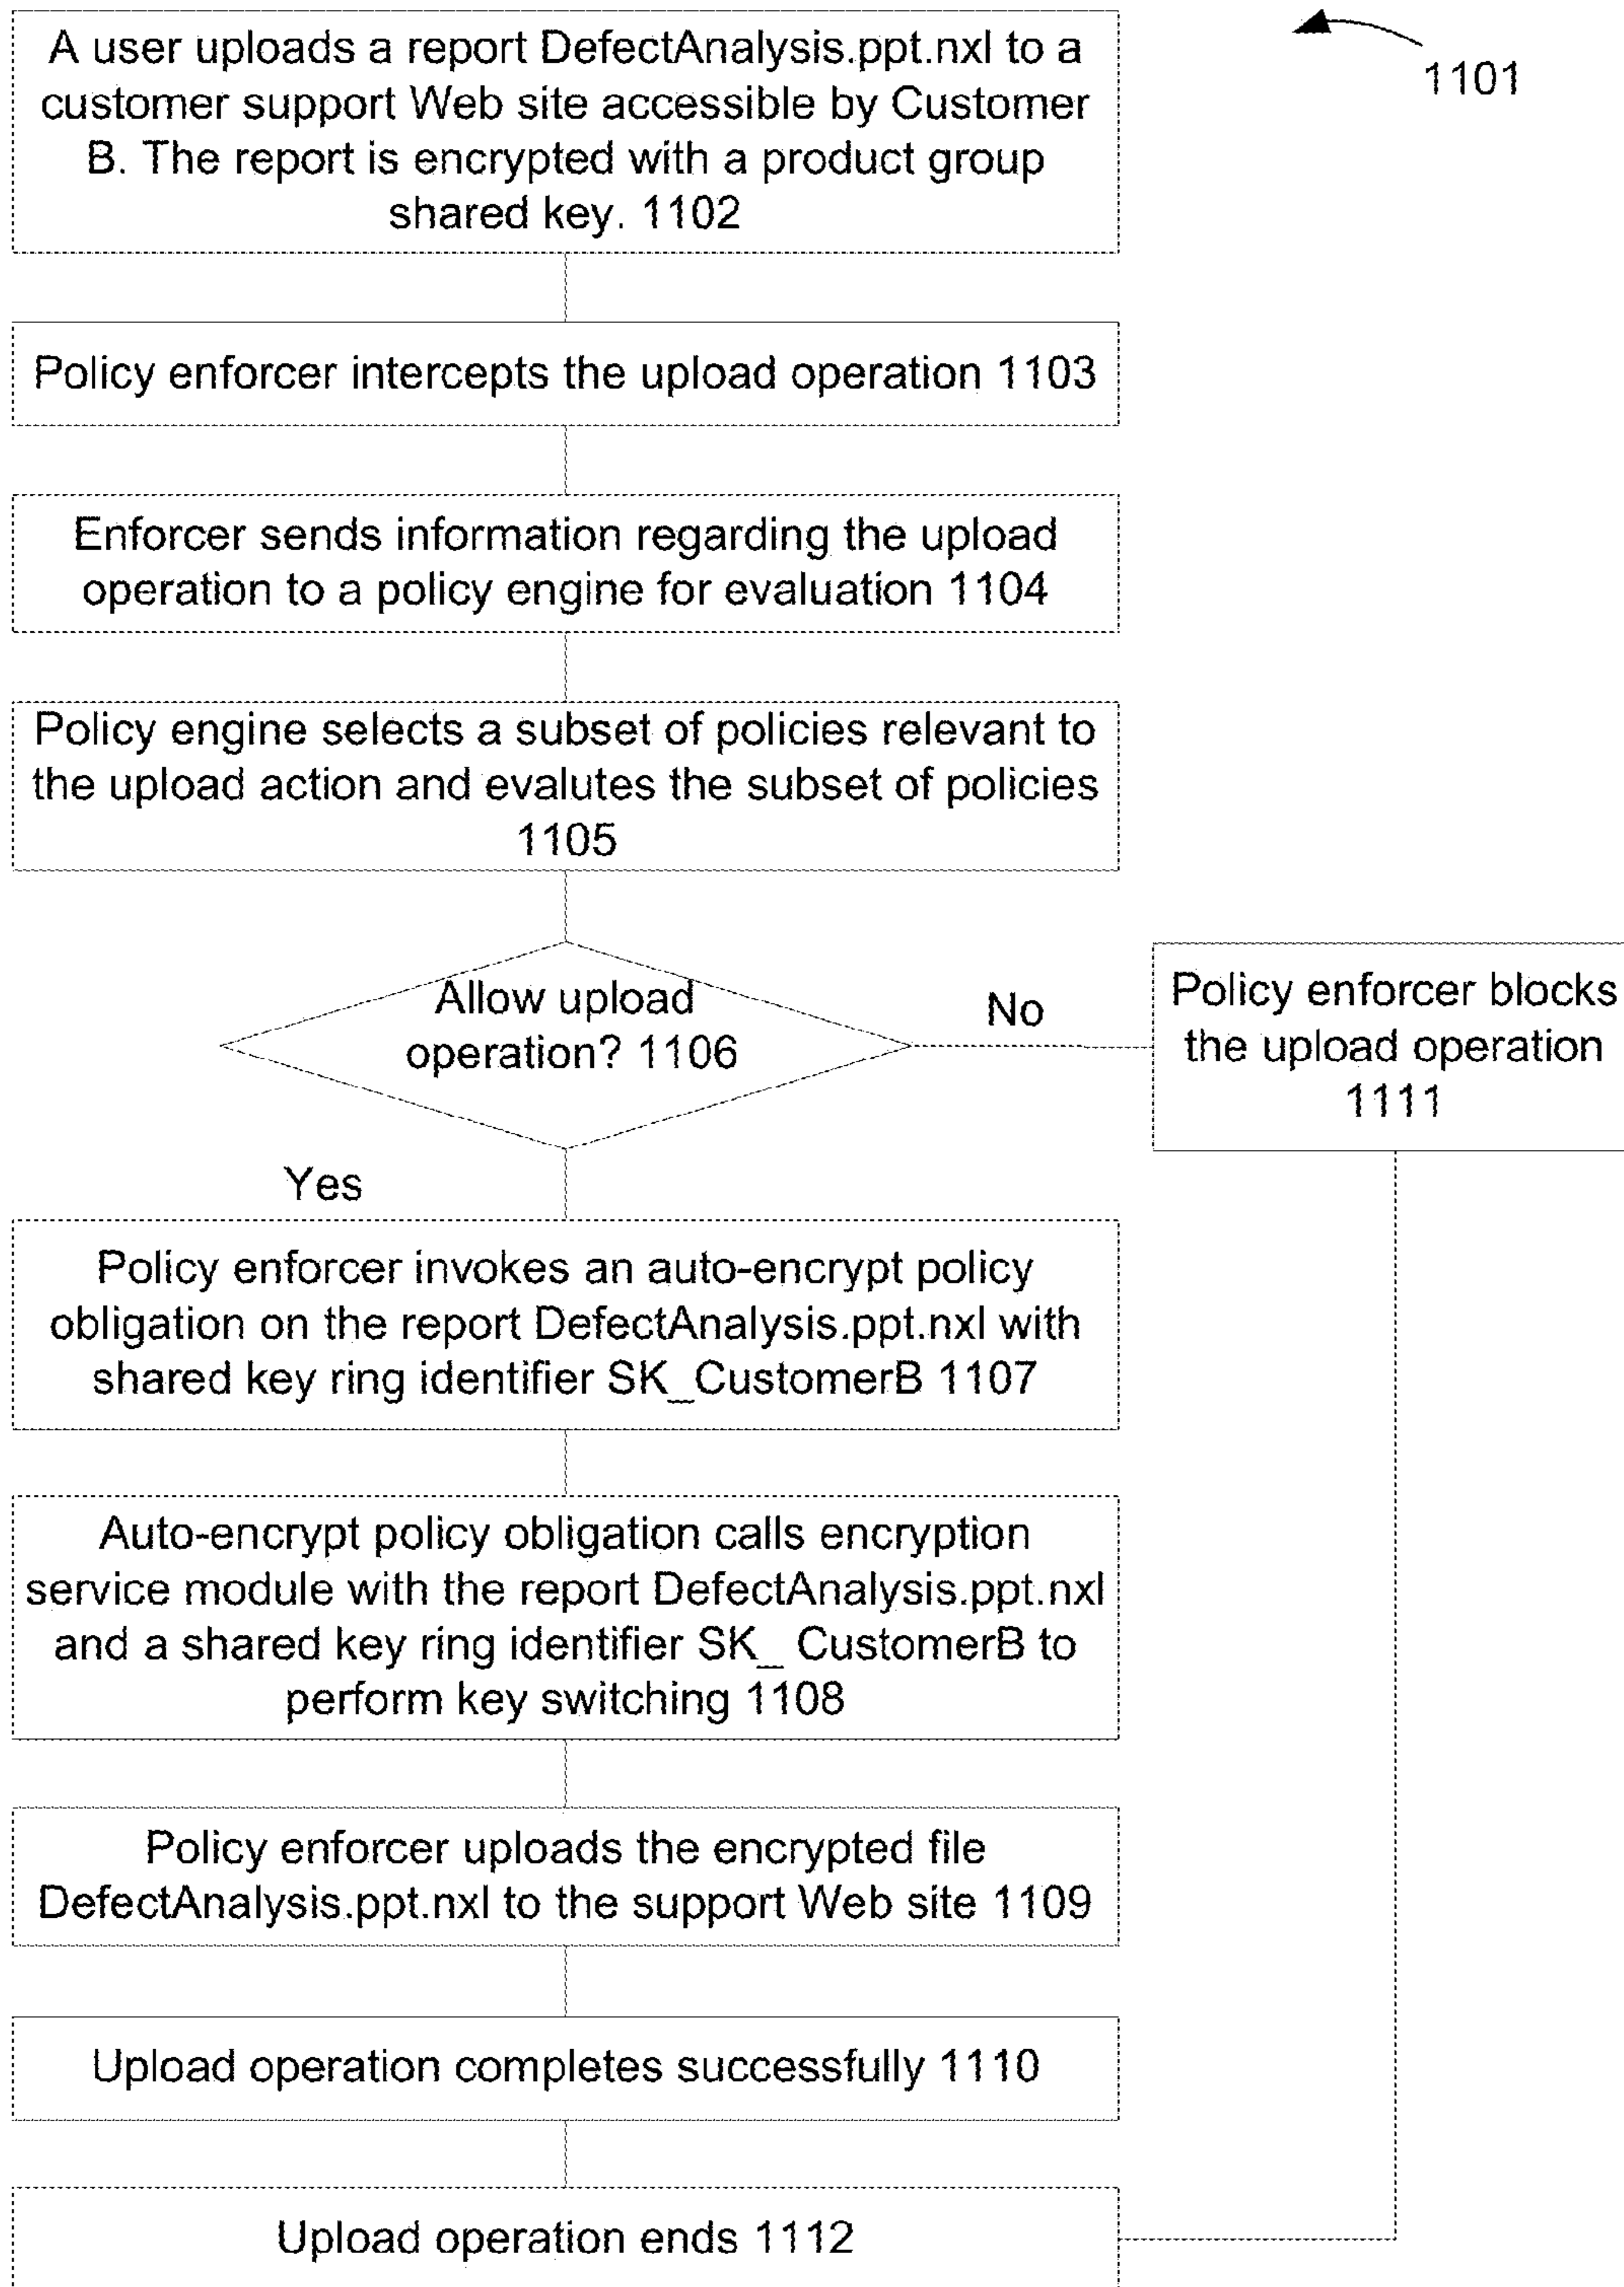 A user uploads a report DefectAnalysis.ppt.nxl to a
customer support Web site accessible by Customer
B. The report is encrypted with a product group
shared key. 1102
1101
Policy enforcer intercepts the upload operation 1103
Enforcer sends information regarding the upload
operation to a policy engine for evaluation 1104
Policy engine selects a subset of policies relevant to
the upload action and evalutes the subset of policies
1105
Allow upload
operation? 1106
No
Policy enforcer blocks
the upload operation
1111
Yes
Policy enforcer invokes an auto-encrypt policy
obligation on the report DefectAnalysis.ppt.nxl with
shared key ring identifier SK_CustomerB 1107
Auto-encrypt policy obligation calls encryption
service module with the report DefectAnalysis.ppt.nxl
and a shared key ring identifier SK_ CustomerB to
perform key switching 1108
Policy enforcer uploads the encrypted file
DefectAnalysis.ppt.nxl to the support Web site 1109
Upload operation completes successfully 1110
Upload operation ends 1112